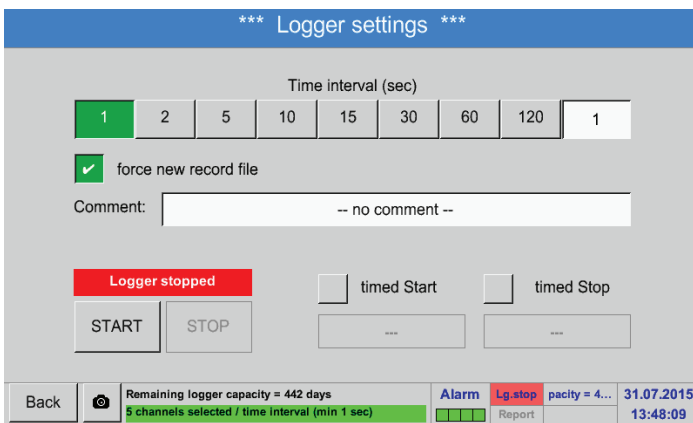 *** Logger settings ***
Time interval (sec)
1 2 5 10 15 30 60 120 1
force new record file
Comment: -- no comment --
Logger stopped
timed Start timed Stop
START STOP --- ---
Back Remaining logger capacity = 442 days Alarm Lg.stop pacity = 4... 31.07.2015
5 channels selected / time interval (min 1 sec) Report 13:48:09